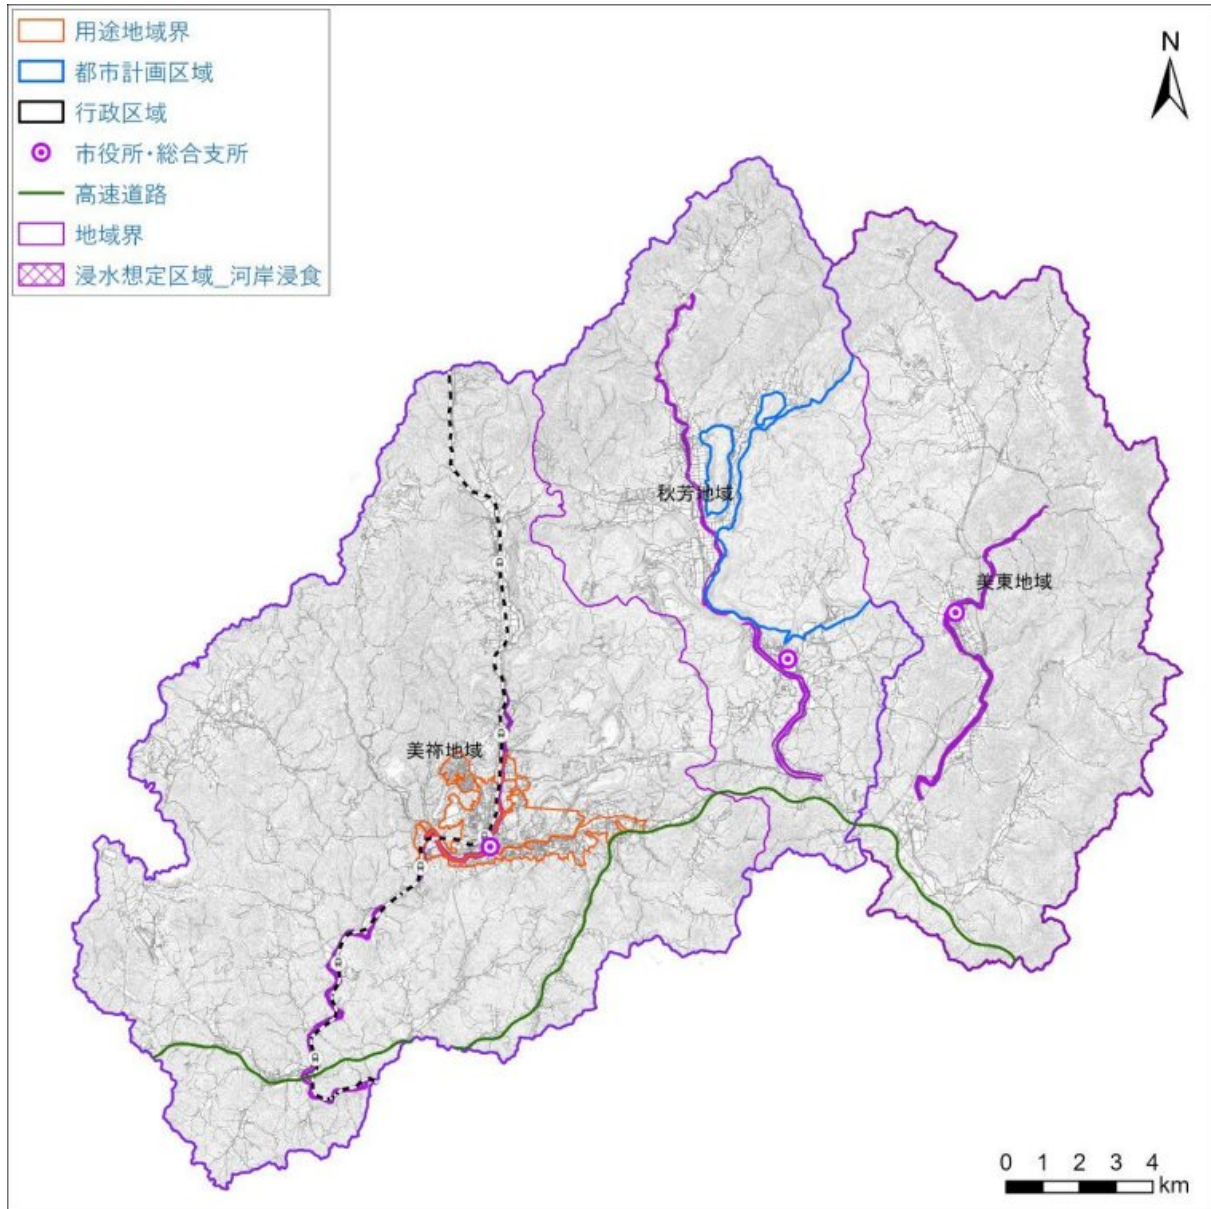 用途地域界
都市計画区域
行政区域
市役所・総合支所
高速道路
地域界
浸水想定区域_河岸浸食
N
秋芳地域
美東地域
美祢地域
0 1 2 3 4
km